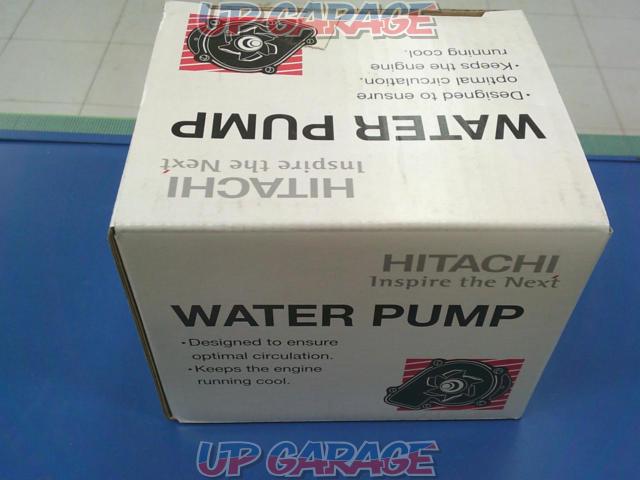 UP GARAGE
WATER PUMP
• Designed to ensure
optimal circulation.
• Keeps the engine
running cool.
HITACHI
Inspire the Next
HITACHI
Inspire the Next
WATER PUMP
• Designed to ensure
optimal circulation.
• Keeps the engine
running cool.
UP GARAGE